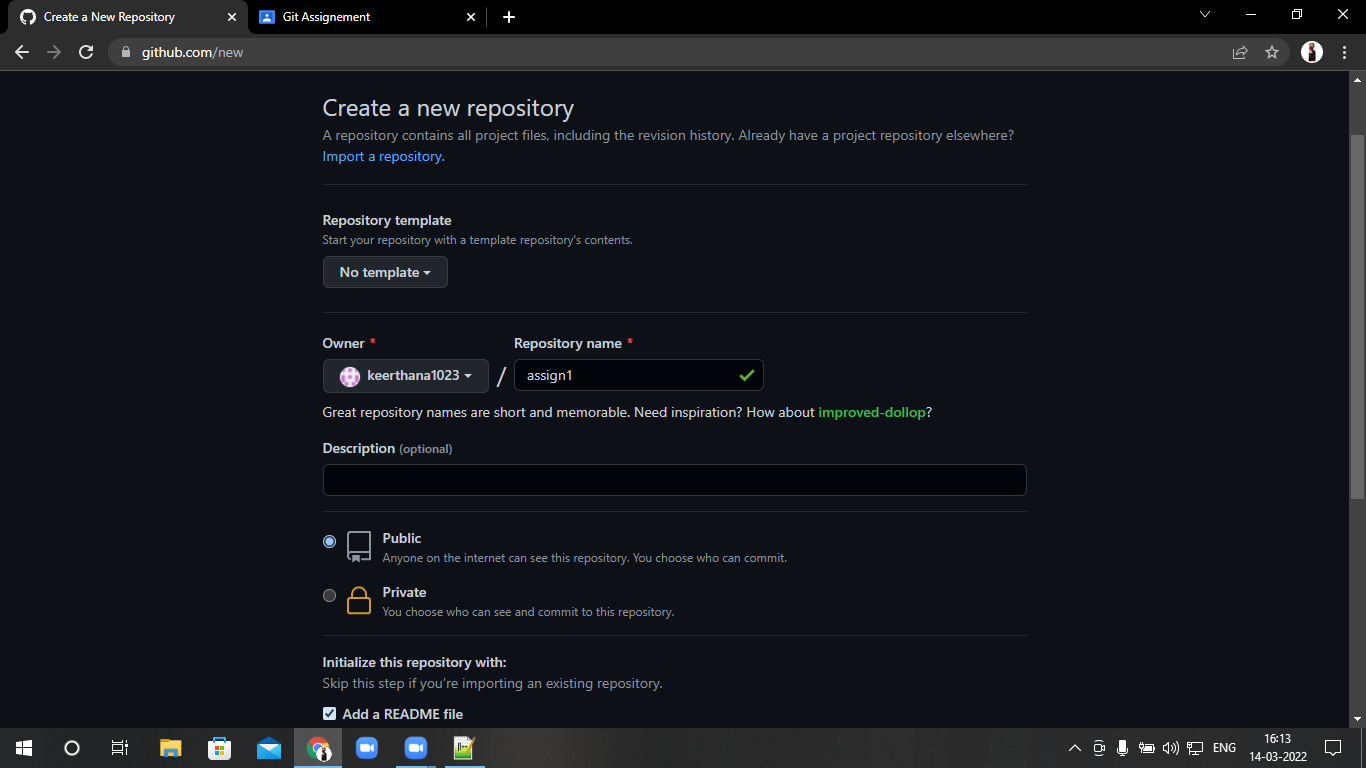 Create a New Repository
Git Assignement
github.com/new
Create a new repository
A repository contains all project files, including the revision history. Already have a project repository elsewhere?
Import a repository.
Repository template
Start your repository with a template repository's contents.
No template
Owner * Repository name *
keerthana1023 / assign1
Great repository names are short and memorable. Need inspiration? How about improved-dollop?
Description (optional)
Public
Anyone on the internet can see this repository. You choose who can commit.
Private
You choose who can see and commit to this repository.
Initialize this repository with:
Skip this step if you're importing an existing repository.
Add a README file
ENG
16:13
14-03-2022